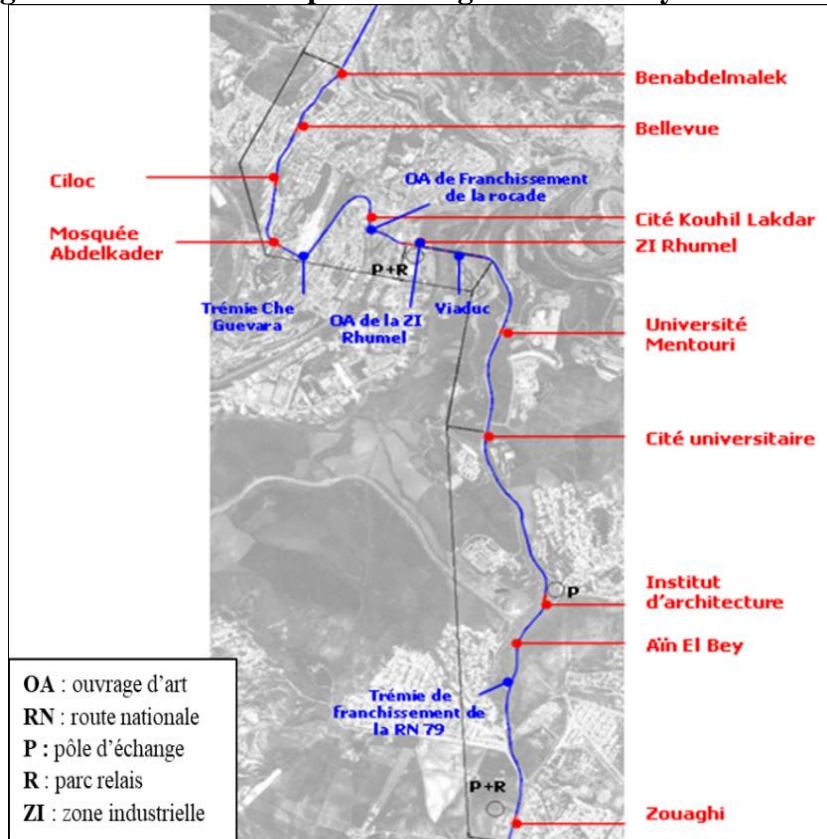 Benabdelmalek
Bellevue
Ciloc
OA de Franchissement
de la rocade
Cité Kouhil Lakdar
Mosquée
Abdelkader
ZI Rhumel
P+R
Trémie Che
Guevara
OA de la ZI
Rhumel
Viaduc
Université
Mentouri
Cité universitaire
P
Institut
d'architecture
Aïn El Bey
Trémie de
franchissement de
la RN 79
P+R
Zouaghi
OA : ouvrage d'art
RN : route nationale
P : pôle d'échange
R : parc relais
ZI : zone industrielle